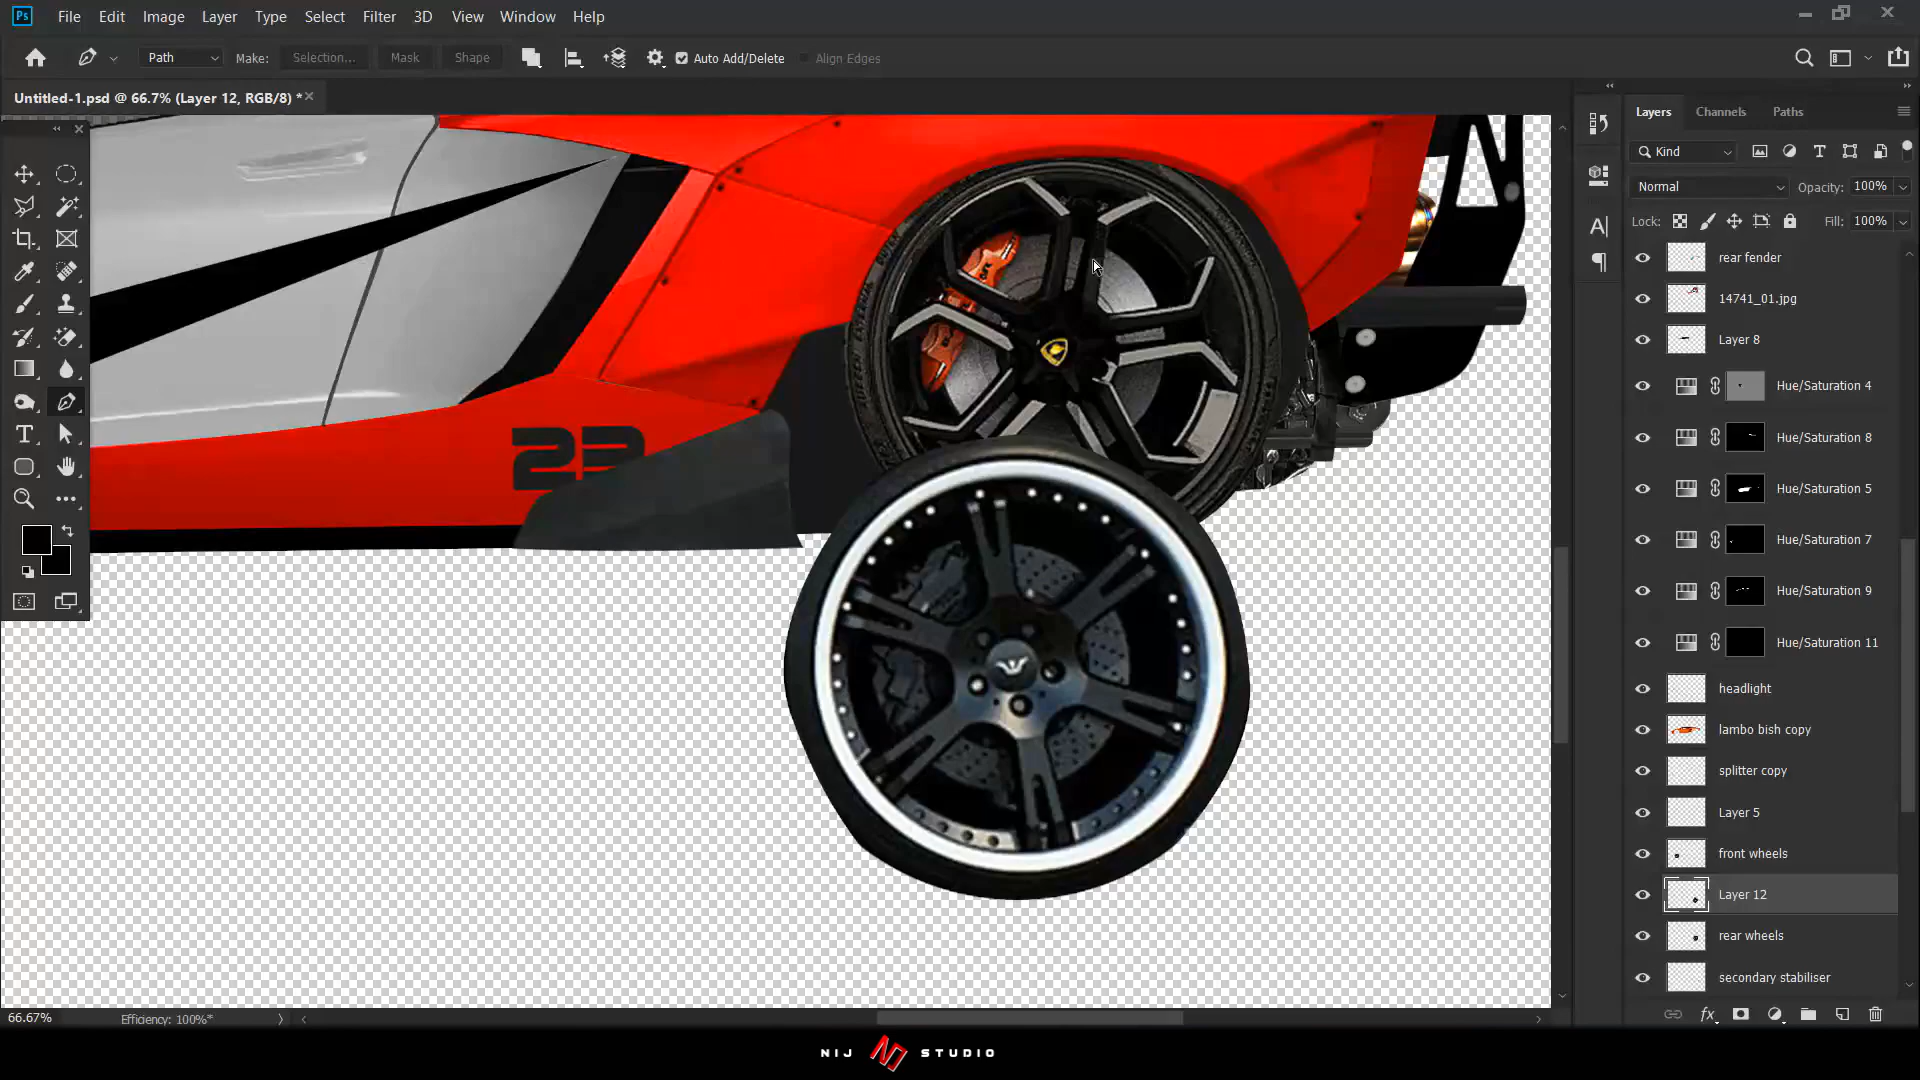 Ps File Edit Image Layer Type Select Filter 3D View Window Help
Path Make: Selection... Mask Shape Auto Add/Delete Align Edges
Untitled-1.psd @ 66.7% (Layer 12, RGB/8) *
Layers Channels Paths
Kind
Normal Opacity: 100%
Lock: Fill: 100%
rear fender
14741_01.jpg
Layer 8
Hue/Saturation 4
Hue/Saturation 8
Hue/Saturation 5
Hue/Saturation 7
Hue/Saturation 9
Hue/Saturation 11
headlight
lambo bish copy
splitter copy
Layer 5
front wheels
Layer 12
rear wheels
secondary stabiliser
fx
23
N
66.67% Efficiency: 100%*
NIJ STUDIO